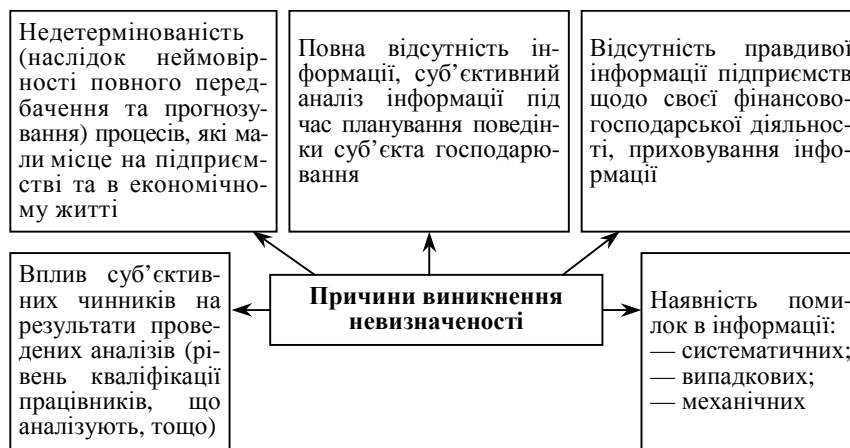 Недетермінованість
(наслідок неймовір-
ності повного перед-
бачення та прогнозу-
вання) процесів, які ма-
ли місце на підприєм-
стві та в економічно-
му житті
Повна відсутність ін-
формації, суб’єктивний
аналіз інформації під
час планування поведін-
ки суб’єкта господарю-
вання
Відсутність правдивої
інформації підприємств
щодо своєї фінансово-
господарської діяльнос-
ті, приховування інфо-
рмації
Вплив суб’єктив-
них чинників на
результати прове-
дених аналізів (рі-
вень кваліфікації
працівників, що
аналізують, тощо)
Причини виникнення
невизначеності
Наявність поми-
лок в інформації:
— систематичних;
— випадкових;
— механічних